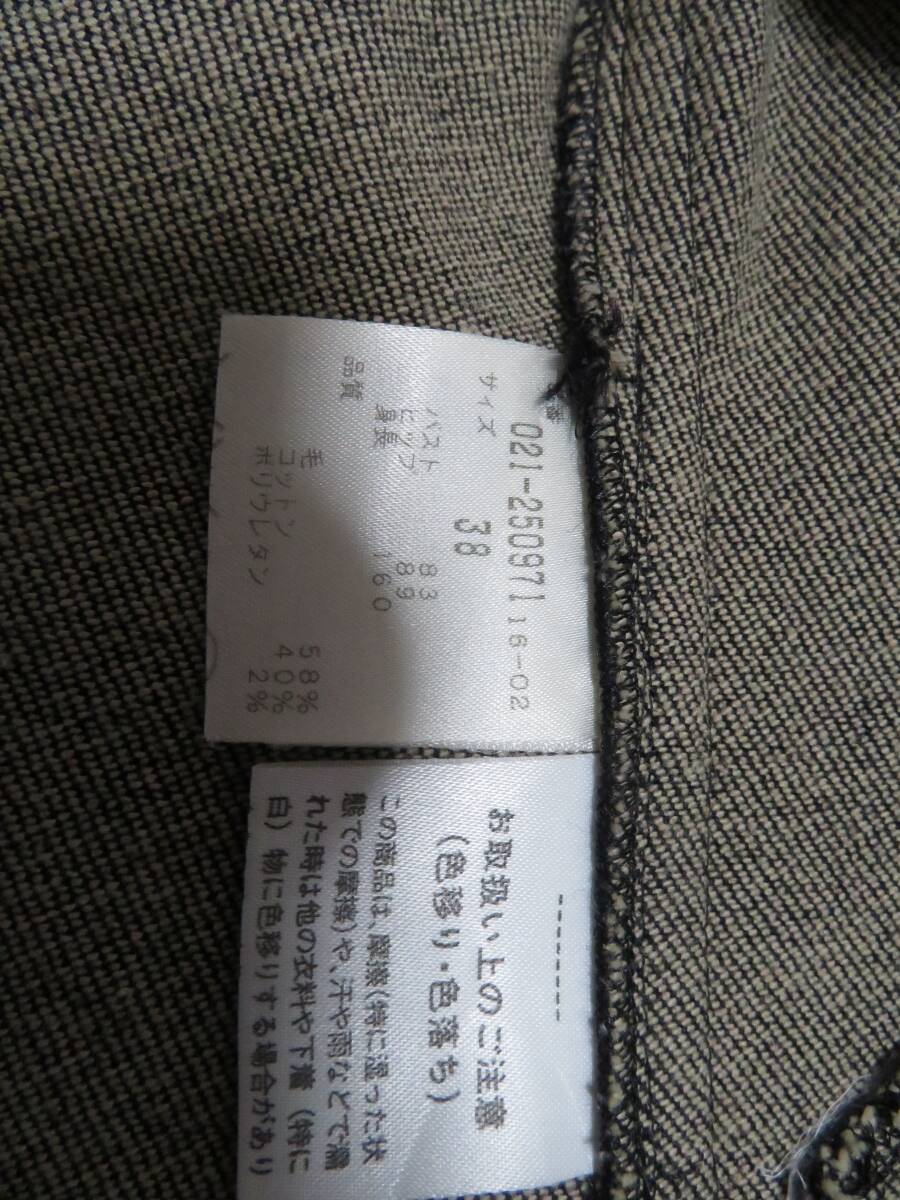 番 021-250971 16-02
サイズ 38
バスト 83
ヒップ 89
身長 160
品質
毛 58%
コットン 40%
ポリウレタン 2%
お取扱い上のご注意
(色移り・色落ち)
この商品は、摩擦(特に湿った状
態での摩擦)や、汗や雨などで濡
れた時は他の衣料や下着(特に
白)物に色移りする場合があり